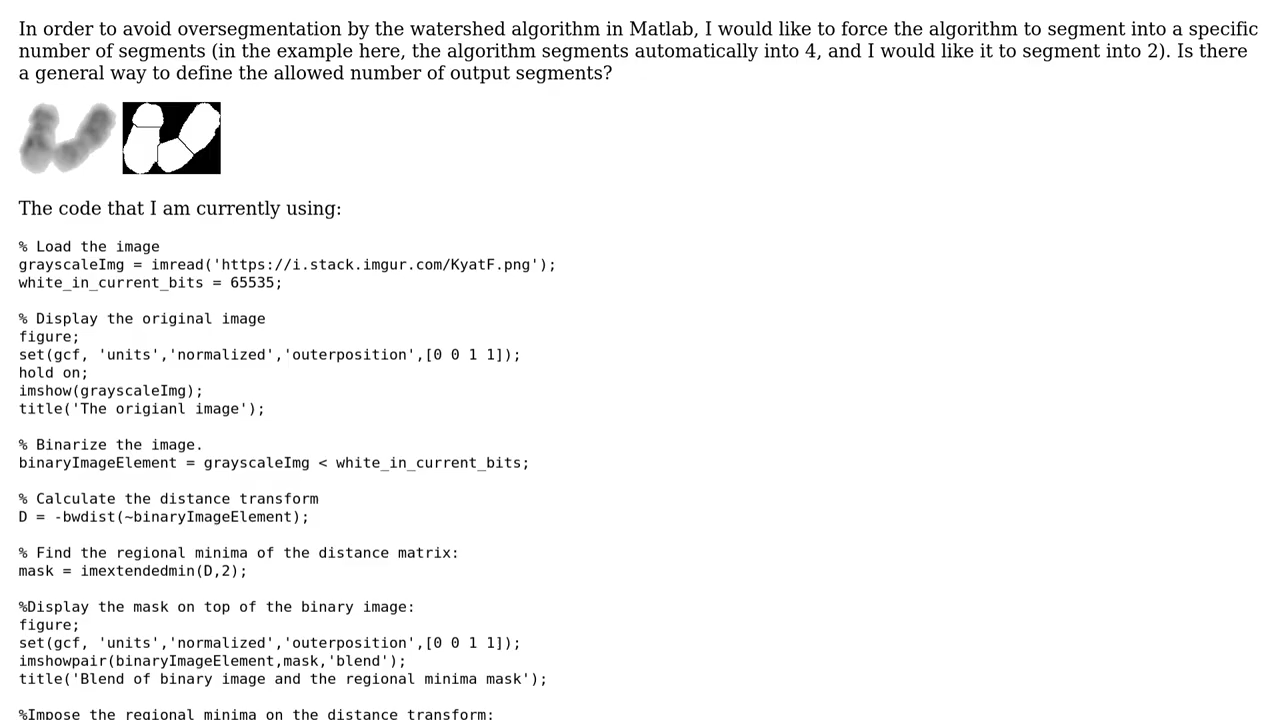 In order to avoid oversegmentation by the watershed algorithm in Matlab, I would like to force the algorithm to segment into a specific
number of segments (in the example here, the algorithm segments automatically into 4, and I would like it to segment into 2). Is there
a general way to define the allowed number of output segments?
The code that I am currently using:
% Load the image
grayscaleImg = imread('https://i.stack.imgur.com/KyatF.png');
white_in_current_bits = 65535;
% Display the original image
figure;
set(gcf, 'units','normalized','outerposition',[0 0 1 1]);
hold on;
imshow(grayscaleImg);
title('The origianl image');
% Binarize the image.
binaryImageElement = grayscaleImg < white_in_current_bits;
% Calculate the distance transform
D = -bwdist(~binaryImageElement);
% Find the regional minima of the distance matrix:
mask = imextendedmin(D,2);
%Display the mask on top of the binary image:
figure;
set(gcf, 'units','normalized','outerposition',[0 0 1 1]);
imshowpair(binaryImageElement,mask,'blend');
title('Blend of binary image and the regional minima mask');
%Impose the regional minima on the distance transform: